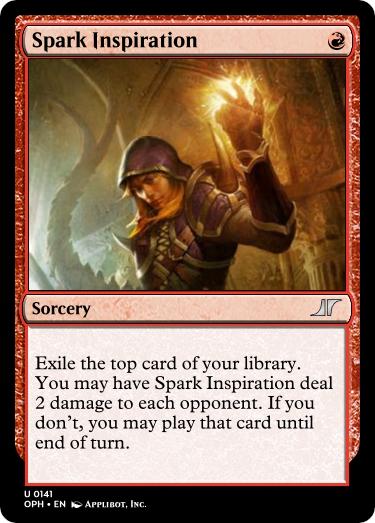 Spark Inspiration
Sorcery
Exile the top card of your library.
You may have Spark Inspiration deal
2 damage to each opponent. If you
don't, you may play that card until
end of turn.
U 0141
OPH • EN Applibot, Inc.